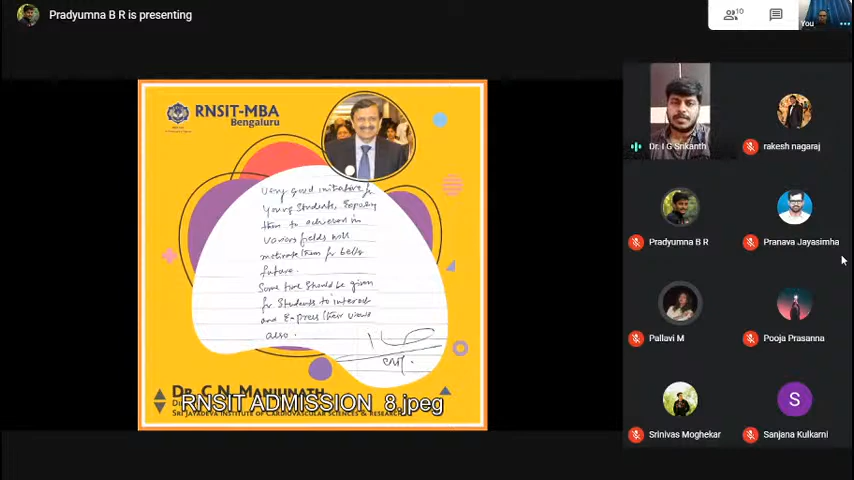 Pradyumna B R is presenting
10
You
RNSIT-MBA
Bengaluru
Very good initiative for
young students, Exposing
them to achievers in
various fields will
motivate them for better
future.
Some time should be given
for students to interact
and Express their views
also.
DR. C N MANJUNATH
SRI JAYADEVA INSTITUTE OF CARDIOVASCULAR SCIENCES & RESEARCH
RNSIT ADMISSION 8.jpeg
Dr. I G Srikanth
rakesh nagaraj
Pradyumna B R
Pranava Jayasimha
Pallavi M
Pooja Prasanna
Srinivas Moghekar
S
Sanjana Kulkarni